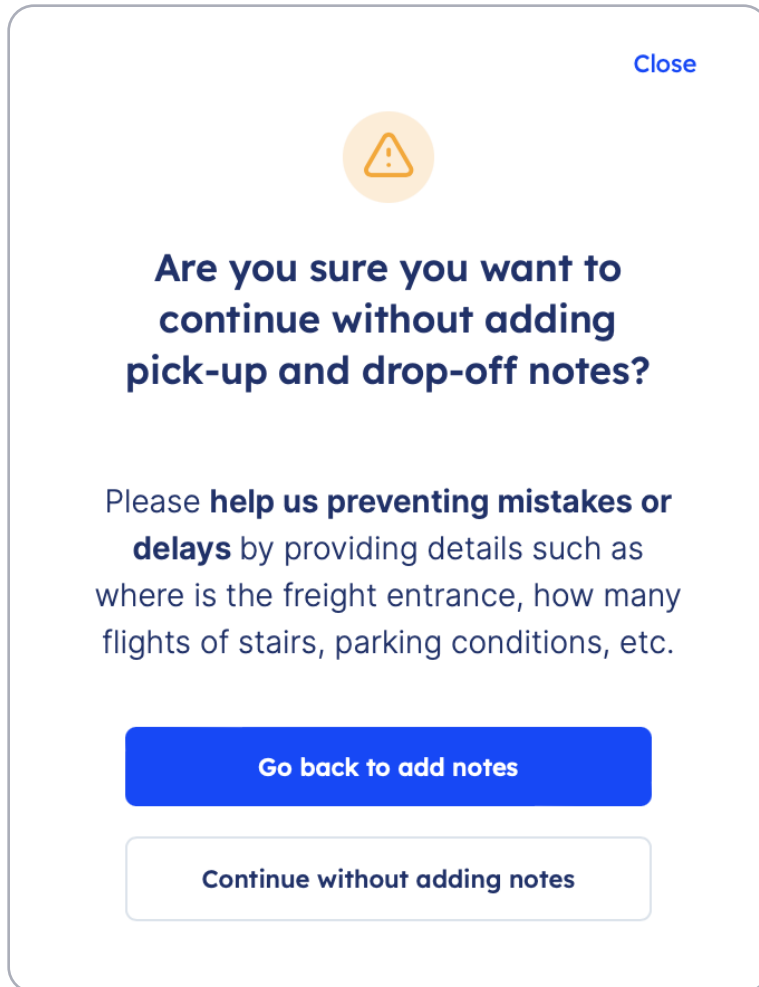 Close
Are you sure you want to
continue without adding
pick-up and drop-off notes?
Please help us preventing mistakes or
delays by providing details such as
where is the freight entrance, how many
flights of stairs, parking conditions, etc.
Go back to add notes
Continue without adding notes